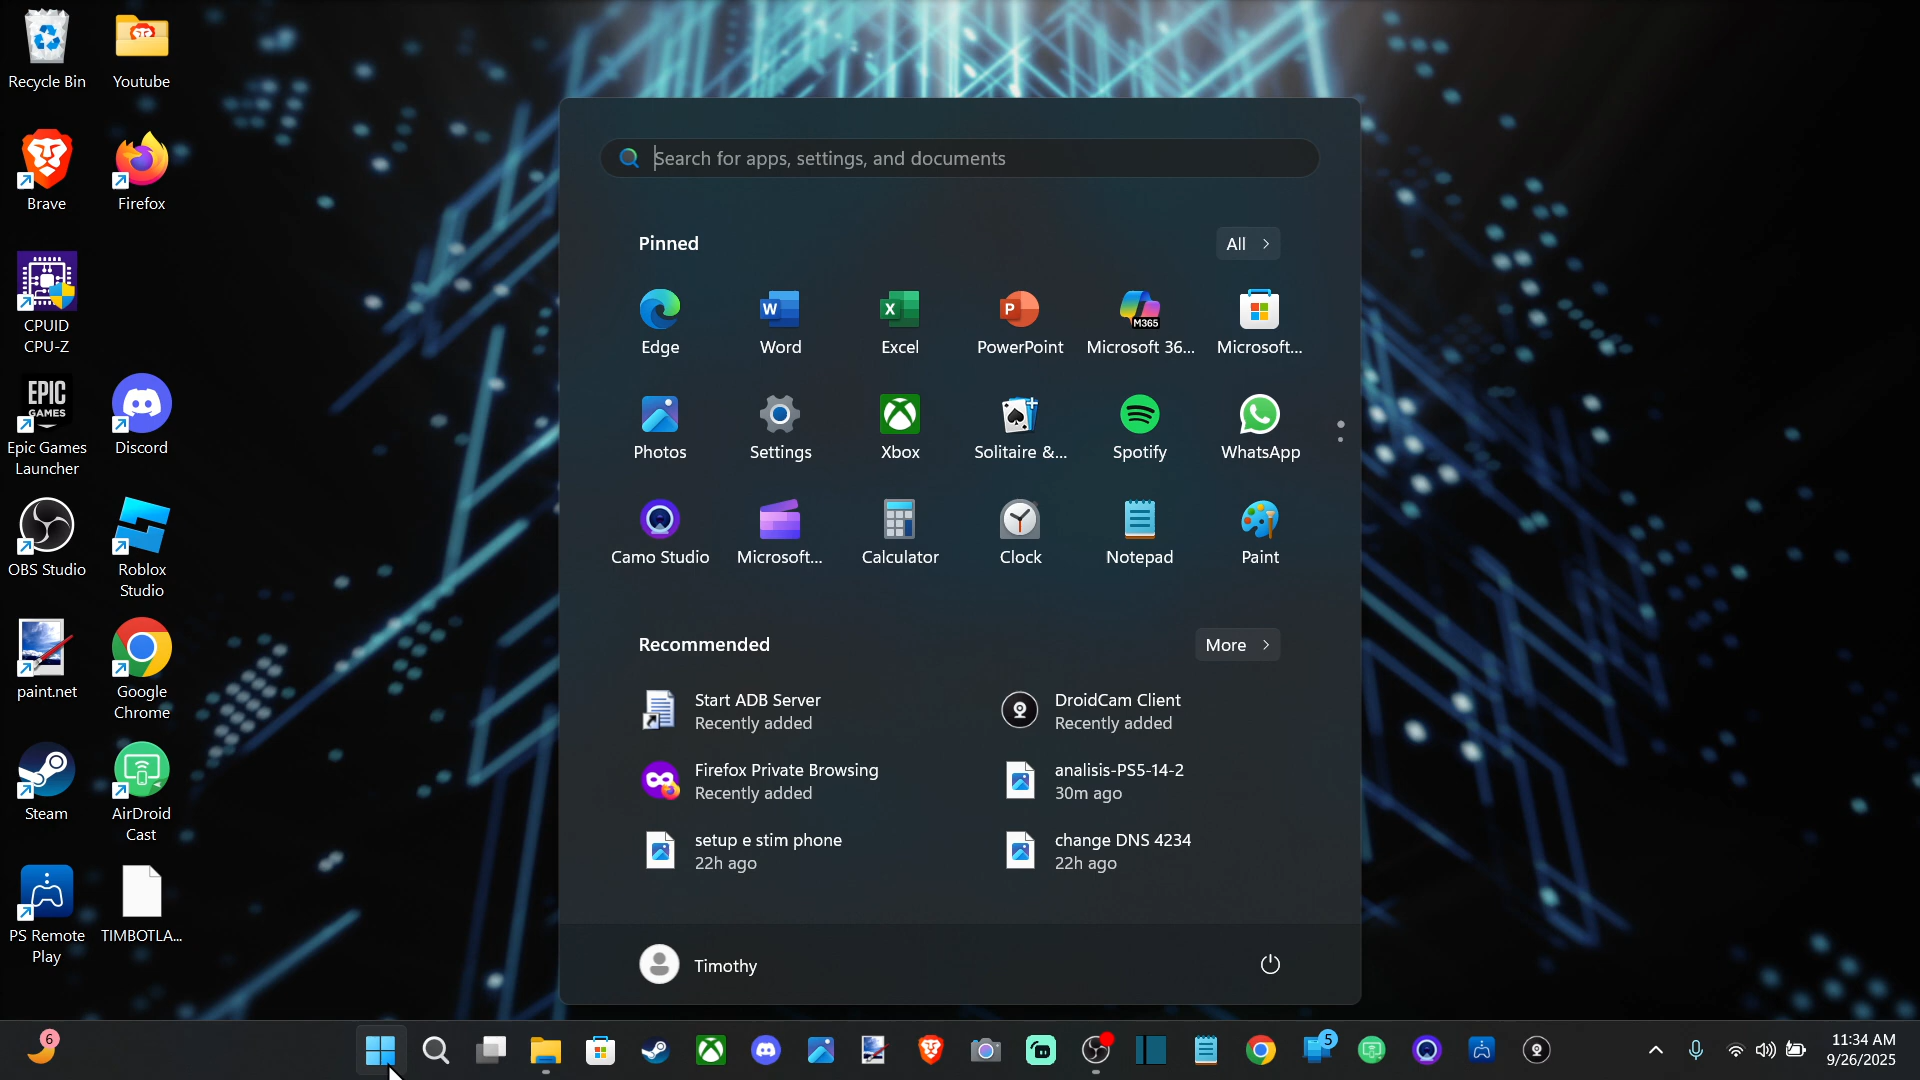 Recycle Bin
Youtube
Brave
Firefox
CPUID
CPU-Z
EPIC
GAMES
Epic Games
Launcher
Discord
OBS Studio
Roblox
Studio
paint.net
Google
Chrome
Steam
AirDroid
Cast
PS Remote
Play
TIMBOTLA...
Search for apps, settings, and documents
Pinned
All
W
X
P
M365
Edge
Word
Excel
PowerPoint
Microsoft 36...
Microsoft...
Photos
Settings
Xbox
Solitaire &...
Spotify
WhatsApp
Camo Studio
Microsoft...
Calculator
Clock
Notepad
Paint
Recommended
More
Start ADB Server
Recently added
DroidCam Client
Recently added
Firefox Private Browsing
Recently added
analisis-PS5-14-2
30m ago
setup e stim phone
22h ago
change DNS 4234
22h ago
Timothy
6
5
11:34 AM
9/26/2025